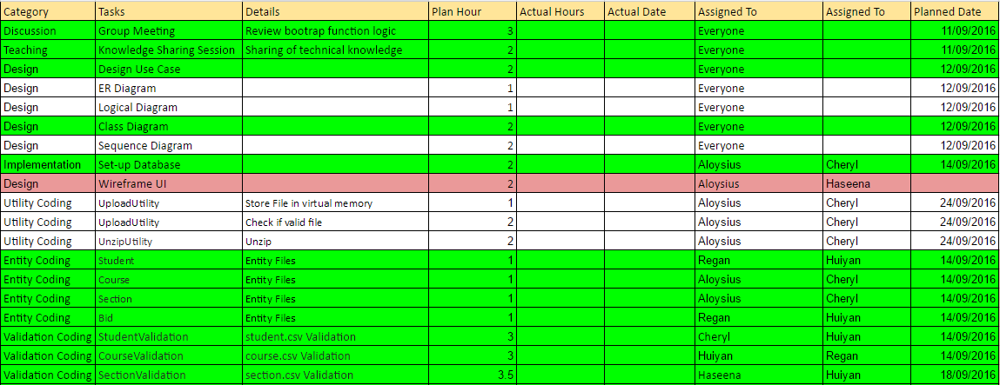 Category Tasks Details Plan Hour Actual Hours Actual Date Assigned To Assigned To Planned Date
Discussion Group Meeting Review bootrap function logic 3 Everyone 11/09/2016
Teaching Knowledge Sharing Session Sharing of technical knowledge 2 Everyone 11/09/2016
Design Design Use Case 2 Everyone 12/09/2016
Design ER Diagram 1 Everyone 12/09/2016
Design Logical Diagram 1 Everyone 12/09/2016
Design Class Diagram 2 Everyone 12/09/2016
Design Sequence Diagram 2 Everyone 12/09/2016
Implementation Set-up Database 2 Aloysius Cheryl 14/09/2016
Design Wireframe UI 2 Aloysius Haseena
Utility Coding UploadUtility Store File in virtual memory 1 Aloysius Cheryl 24/09/2016
Utility Coding UploadUtility Check if valid file 2 Aloysius Cheryl 24/09/2016
Utility Coding UnzipUtility Unzip 2 Aloysius Cheryl 24/09/2016
Entity Coding Student Entity Files 1 Regan Huiyan 14/09/2016
Entity Coding Course Entity Files 1 Aloysius Cheryl 14/09/2016
Entity Coding Section Entity Files 1 Aloysius Cheryl 14/09/2016
Entity Coding Bid Entity Files 1 Regan Huiyan 14/09/2016
Validation Coding StudentValidation student.csv Validation 3 Cheryl Huiyan 14/09/2016
Validation Coding CourseValidation course.csv Validation 3 Huiyan Regan 14/09/2016
Validation Coding SectionValidation section.csv Validation 3.5 Haseena Huiyan 18/09/2016